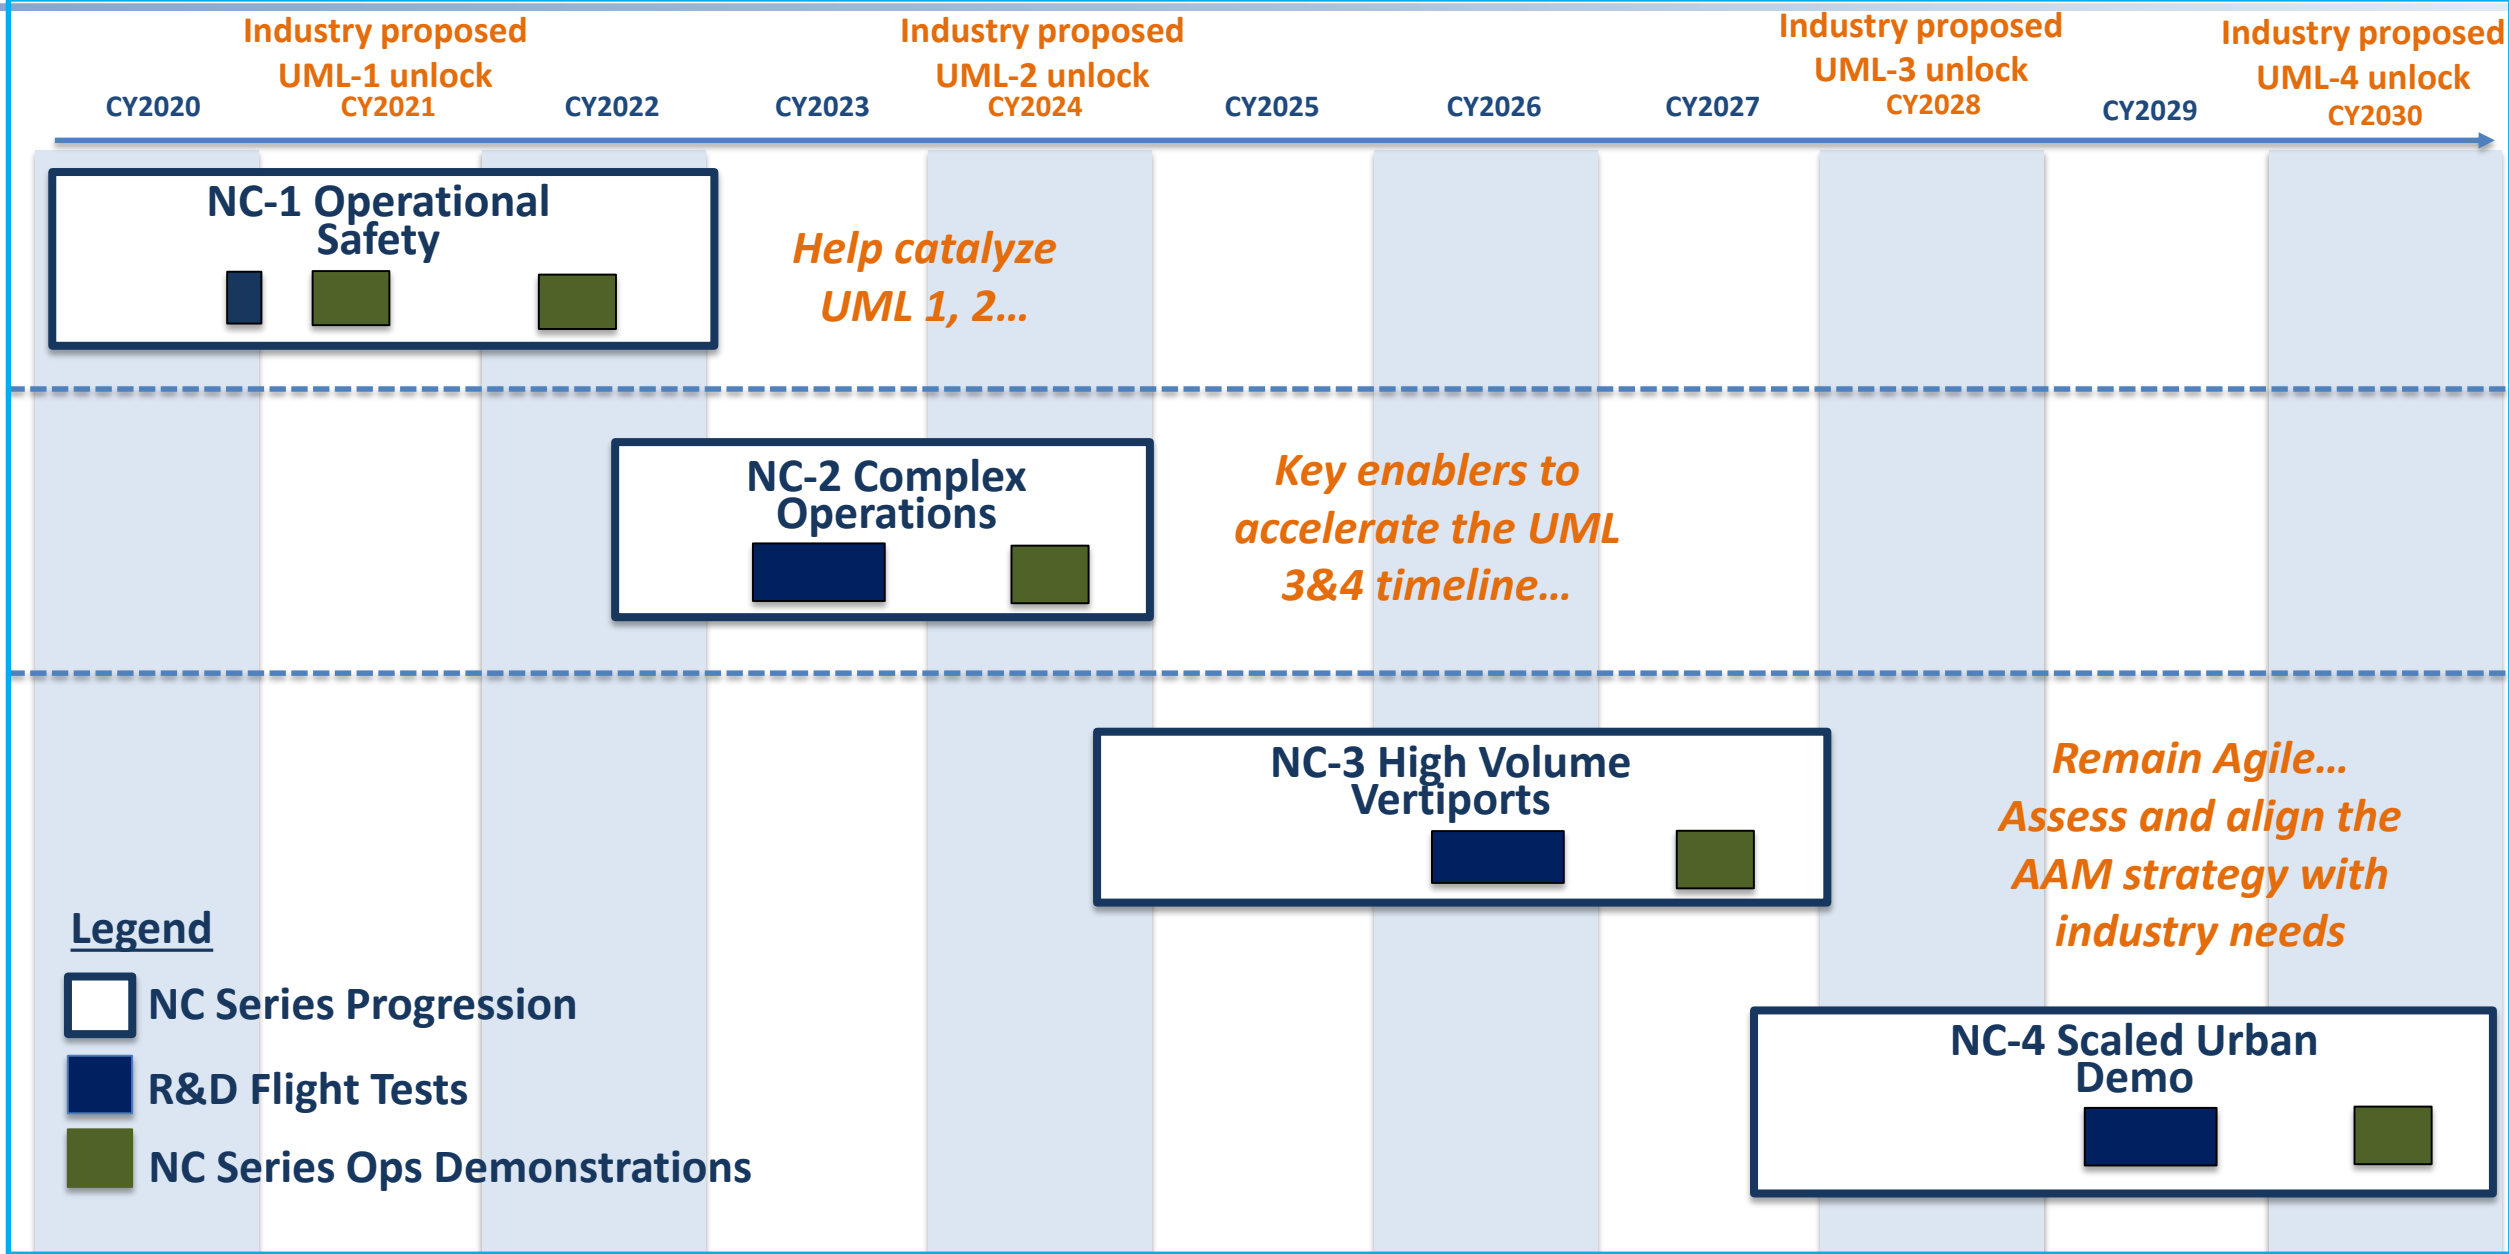 Industry proposed
UML-1 unlock
Industry proposed
UML-2 unlock
Industry proposed
UML-3 unlock
Industry proposed
UML-4 unlock
CY2020
CY2021
CY2022
CY2023
CY2024
CY2025
CY2026
CY2027
CY2028
CY2029
CY2030
NC-1 Operational
Safety
Help catalyze
UML 1, 2...
NC-2 Complex
Operations
Key enablers to
accelerate the UML
3&4 timeline...
NC-3 High Volume
Vertiports
Remain Agile...
Assess and align the
AAM strategy with
industry needs
Legend
NC Series Progression
R&D Flight Tests
NC Series Ops Demonstrations
NC-4 Scaled Urban
Demo